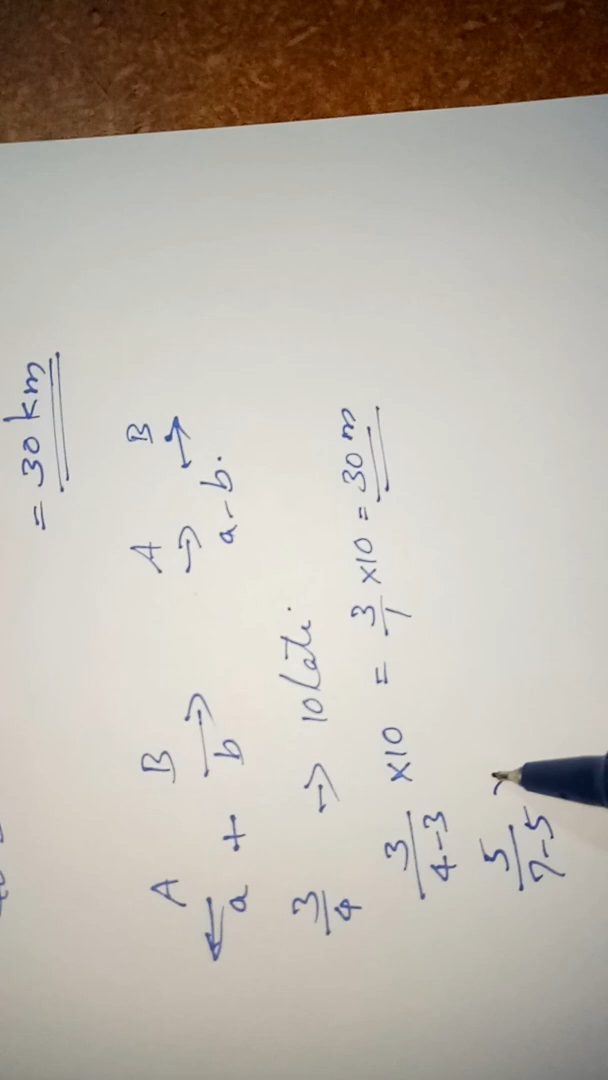 = 30 km
A B A B
a + b a - b.
3/4 ⇒ 10 Late.
3/(4-3) ×10 = 3/1 ×10 = 30 m
5/(7-5)